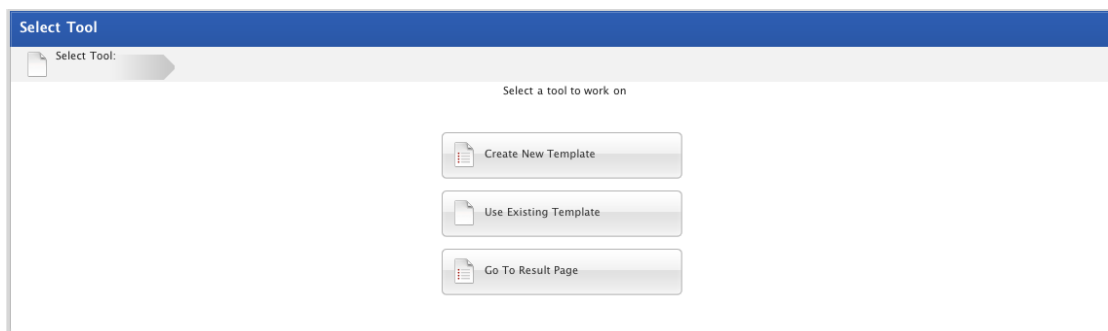 Select Tool
Select Tool:
Select a tool to work on
Create New Template
Use Existing Template
Go To Result Page